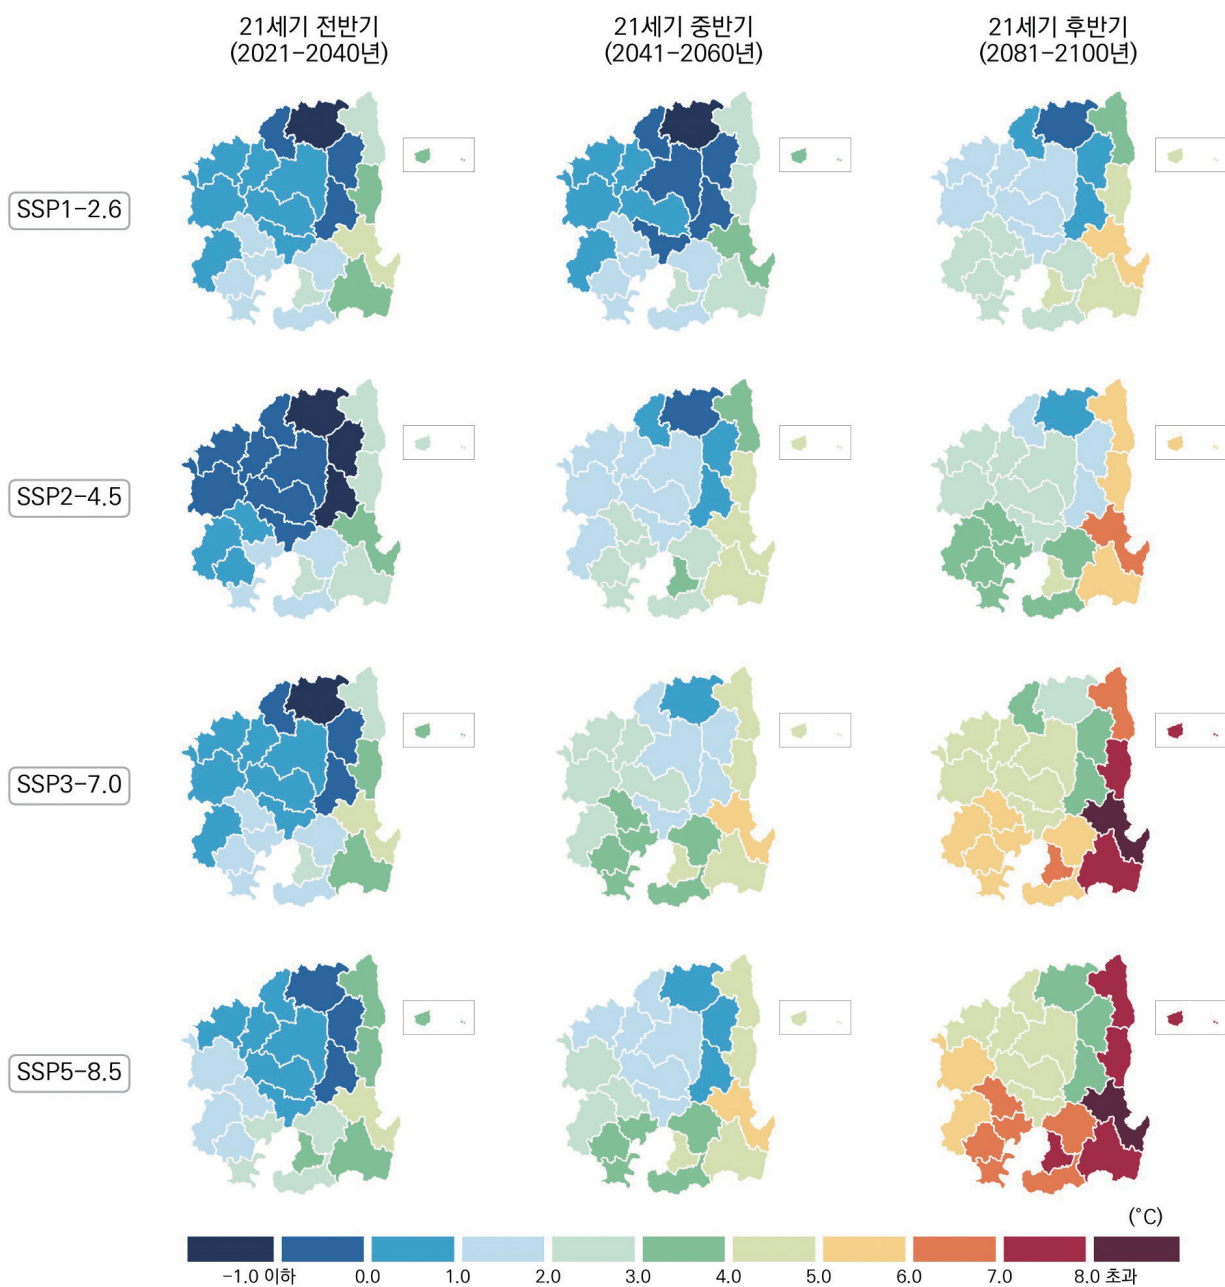 21세기 전반기
(2021-2040년)
21세기 중반기
(2041-2060년)
21세기 후반기
(2081-2100년)
SSP1-2.6
SSP2-4.5
SSP3-7.0
SSP5-8.5
(°C)
-1.0 이하 0.0 1.0 2.0 3.0 4.0 5.0 6.0 7.0 8.0 초과